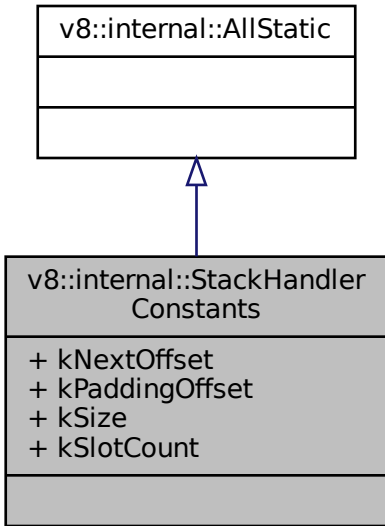 v8::internal::AllStatic
v8::internal::StackHandler
Constants
+ kNextOffset
+ kPaddingOffset
+ kSize
+ kSlotCount